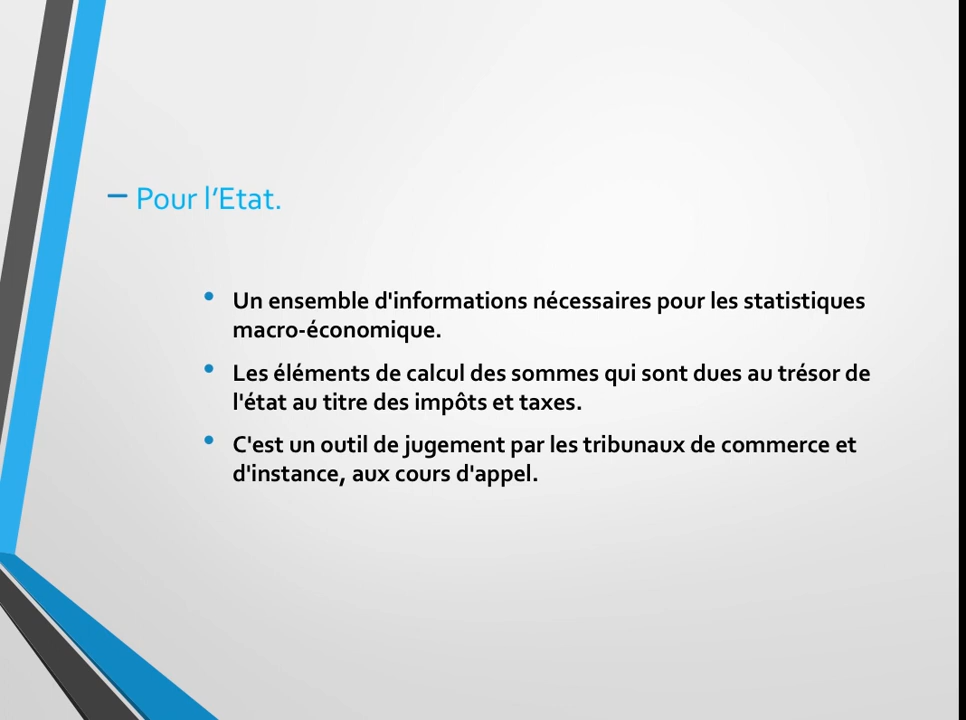 – Pour l’Etat.
• Un ensemble d'informations nécessaires pour les statistiques
macro-économique.
• Les éléments de calcul des sommes qui sont dues au trésor de
l'état au titre des impôts et taxes.
• C'est un outil de jugement par les tribunaux de commerce et
d'instance, aux cours d'appel.